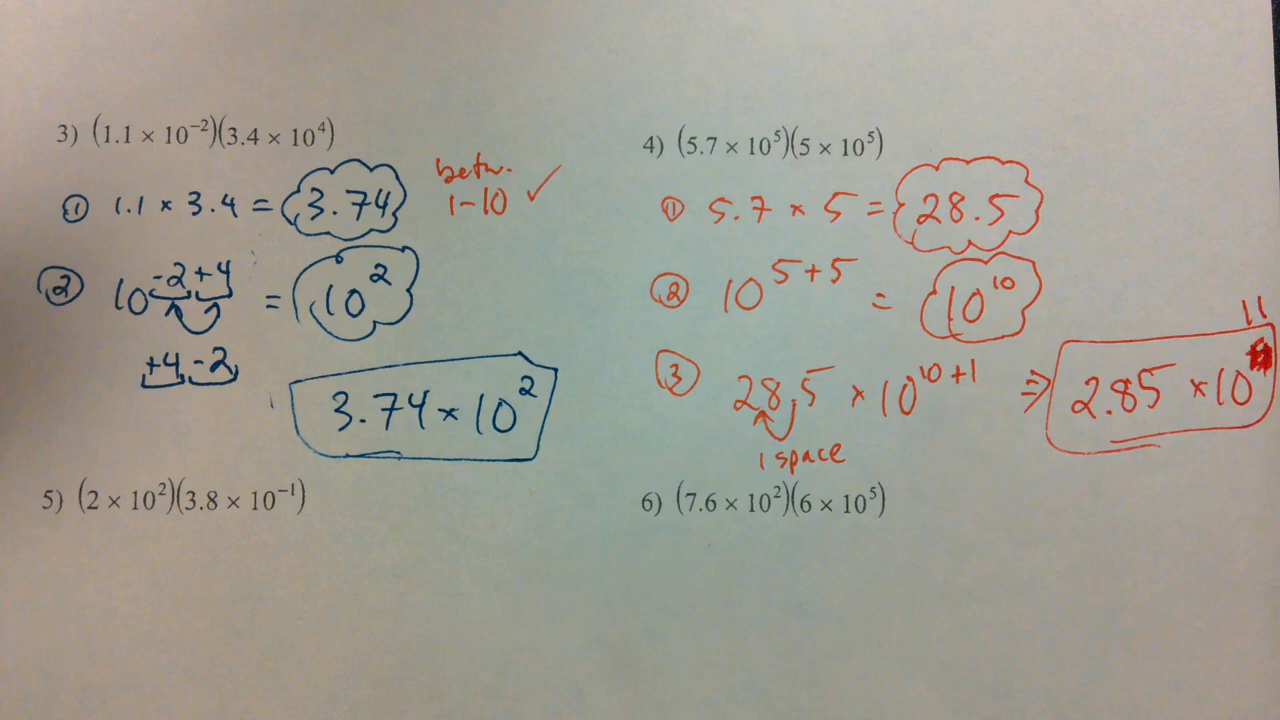 3) (1.1 × 10⁻²)(3.4 × 10⁴)
① 1.1 × 3.4 = 3.74
betw.
1-10 ✓
② 10⁻²⁺⁴ = 10²
+4 -2
3.74 × 10²
4) (5.7 × 10⁵)(5 × 10⁵)
① 5.7 × 5 = 28.5
② 10⁵⁺⁵ = 10¹⁰
③ 28.5 × 10¹⁰⁺¹ ⇒ 2.85 × 10¹¹
1 space
5) (2 × 10²)(3.8 × 10⁻¹)
6) (7.6 × 10²)(6 × 10⁵)